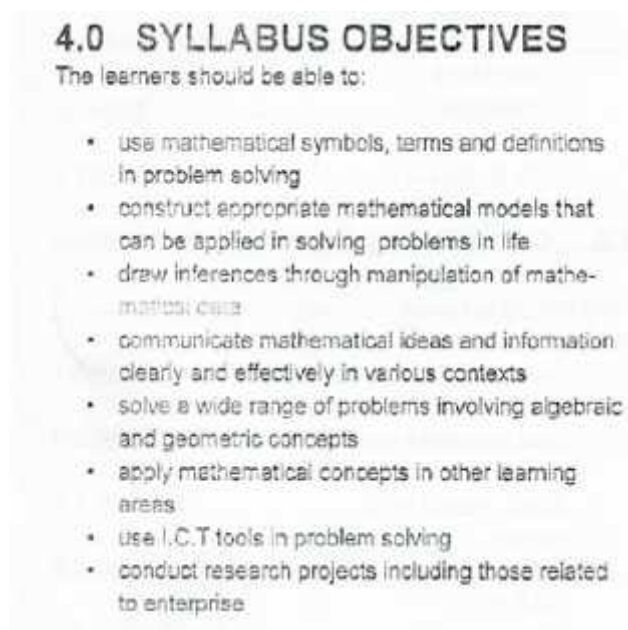 4.0 SYLLABUS OBJECTIVES
The learners should be able to:
• use mathematical symbols, terms and definitions
in problem solving
• construct appropriate mathematical models that
can be applied in solving problems in life
• draw inferences through manipulation of mathe-
matical data
• communicate mathematical ideas and information
clearly and effectively in various contexts
• solve a wide range of problems involving algebraic
and geometric concepts
• apply mathematical concepts in other learning
areas
• use I.C.T tools in problem solving
• conduct research projects including those related
to enterprise